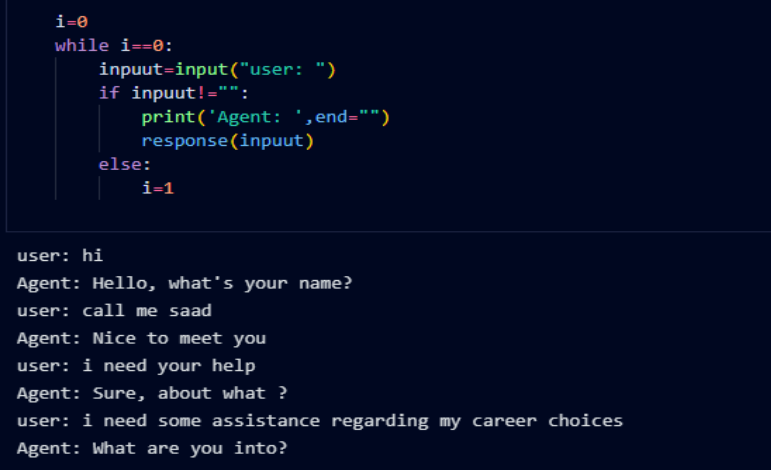 i=0
while i==0:
inpuut=input("user: ")
if inpuut!="":
print('Agent: ',end="")
response(inpuut)
else:
i=1
user: hi
Agent: Hello, what's your name?
user: call me saad
Agent: Nice to meet you
user: i need your help
Agent: Sure, about what ?
user: i need some assistance regarding my career choices
Agent: What are you into?